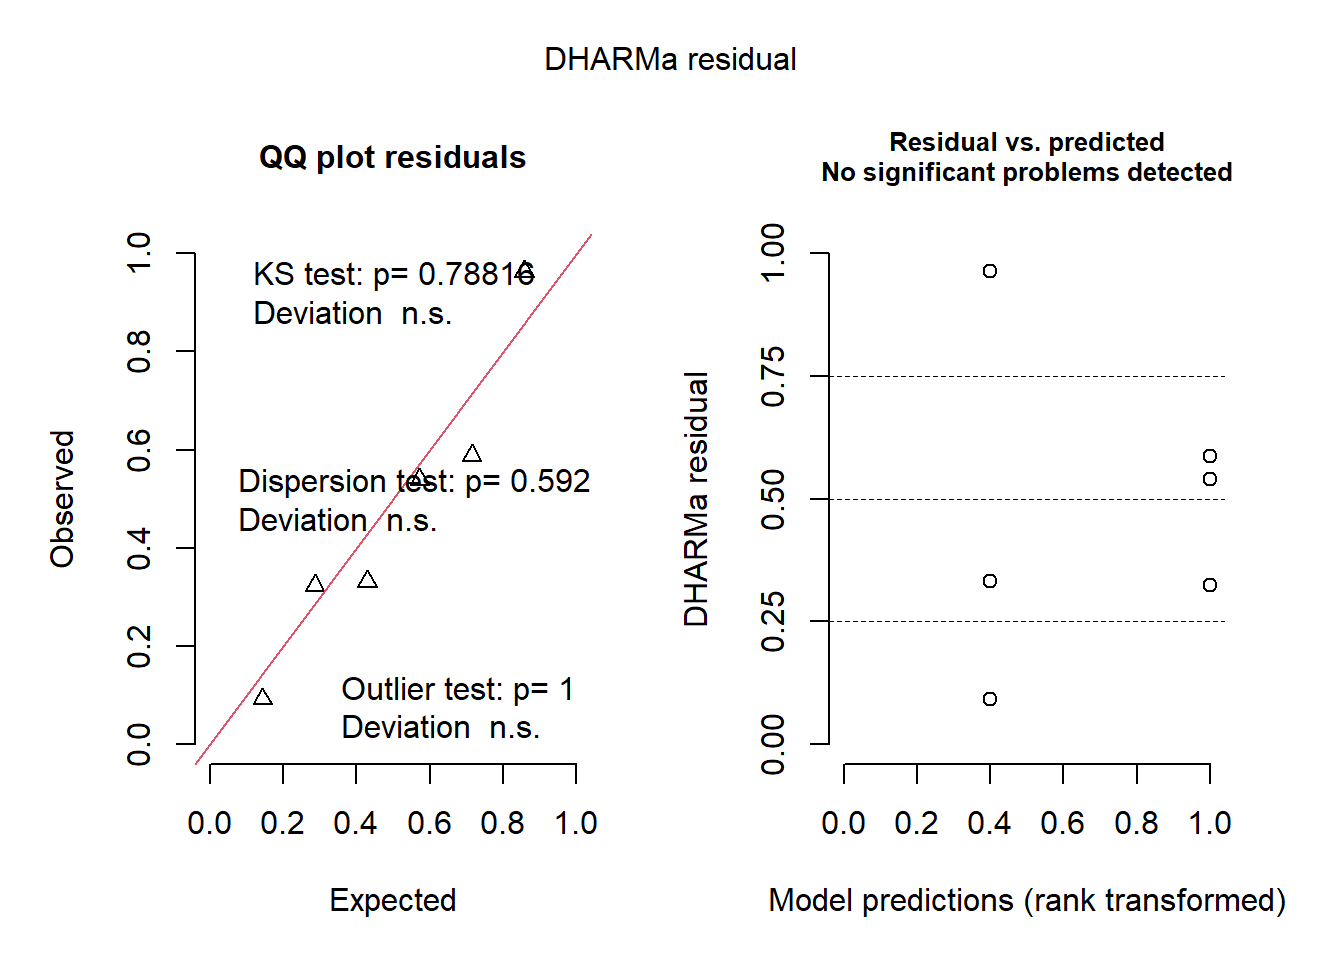 DHARMa residual
QQ plot residuals
KS test: p= 0.78816
Deviation  n.s.
Dispersion test: p= 0.592
Deviation  n.s.
Outlier test: p= 1
Deviation  n.s.
Observed
0.0
0.2
0.4
0.6
0.8
1.0
0.0 0.2 0.4 0.6 0.8 1.0
Expected
Residual vs. predicted
No significant problems detected
DHARMa residual
0.00
0.25
0.50
0.75
1.00
0.0 0.2 0.4 0.6 0.8 1.0
Model predictions (rank transformed)